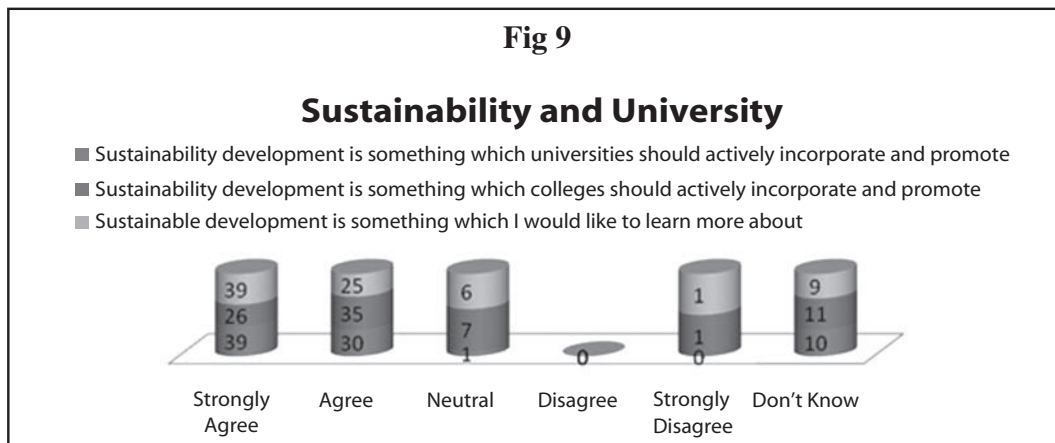 Fig 9
Sustainability and University
Sustainability development is something which universities should actively incorporate and promote
Sustainability development is something which colleges should actively incorporate and promote
Sustainable development is something which I would like to learn more about
39 25 6 1 9
26 35 7 0 1 11
39 30 1 0 10
Strongly Agree Agree Neutral Disagree Strongly Disagree Don't Know